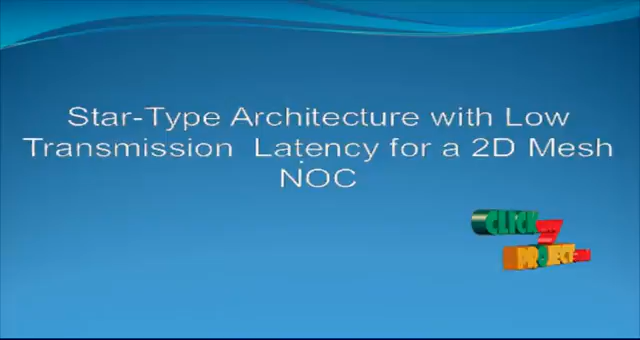 Star-Type Architecture with Low
Transmission Latency for a 2D Mesh
NOC
CLICK
PROJECT